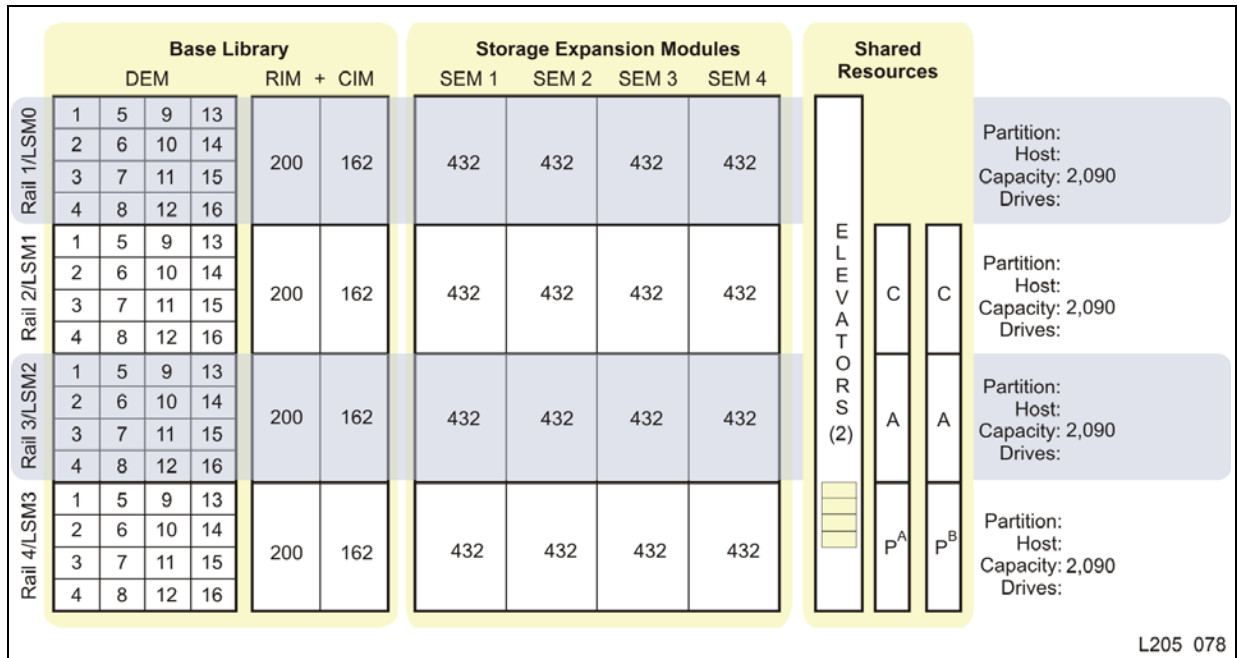 Base Library Storage Expansion Modules Shared Resources
DEM RIM + CIM SEM 1 SEM 2 SEM 3 SEM 4
Rail 1/LSM0
1 5 9 13
2 6 10 14
3 7 11 15
4 8 12 16
200 162 432 432 432 432
Partition:
Host:
Capacity: 2,090
Drives:
Rail 2/LSM1
1 5 9 13
2 6 10 14
3 7 11 15
4 8 12 16
200 162 432 432 432 432
C C
Partition:
Host:
Capacity: 2,090
Drives:
Rail 3/LSM2
1 5 9 13
2 6 10 14
3 7 11 15
4 8 12 16
200 162 432 432 432 432
A A
Partition:
Host:
Capacity: 2,090
Drives:
Rail 4/LSM3
1 5 9 13
2 6 10 14
3 7 11 15
4 8 12 16
200 162 432 432 432 432
P^A P^B
Partition:
Host:
Capacity: 2,090
Drives:
ELEVATORS (2)
L205_078